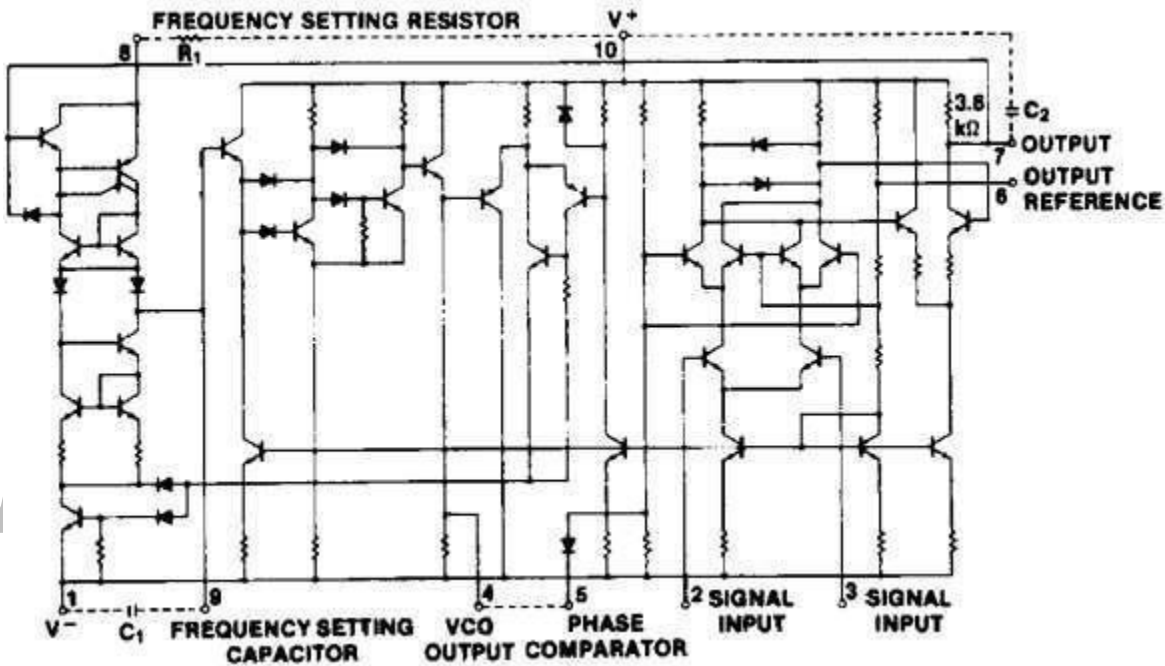 FREQUENCY SETTING RESISTOR
V+
8
R1
10
3.8
kΩ
C2
7
OUTPUT
6
OUTPUT
REFERENCE
1
9
4
5
2
SIGNAL
INPUT
3
SIGNAL
INPUT
V−
C1
FREQUENCY SETTING
CAPACITOR
VCO
OUTPUT
PHASE
COMPARATOR